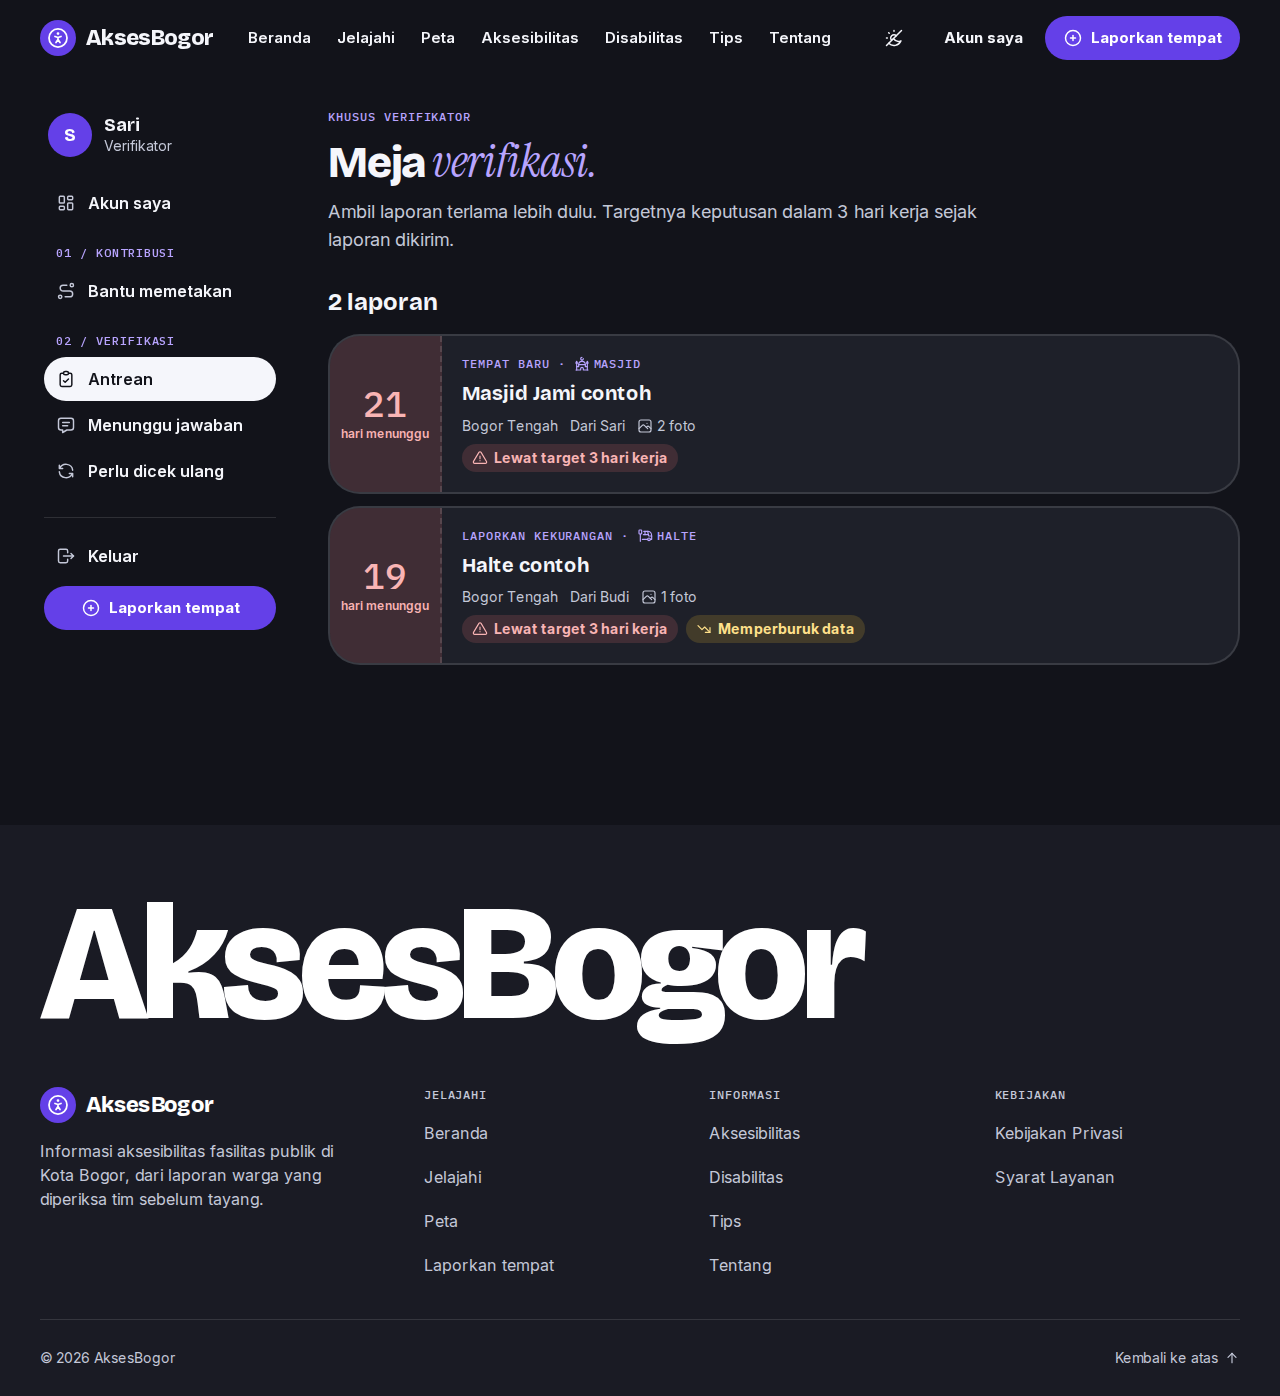 AksesBogor
Beranda
Jelajahi
Peta
Aksesibilitas
Disabilitas
Tips
Tentang
Akun saya
Laporkan tempat
S
Sari
Verifikator
Akun saya
01 / KONTRIBUSI
Bantu memetakan
02 / VERIFIKASI
Antrean
Menunggu jawaban
Perlu dicek ulang
Keluar
Laporkan tempat
KHUSUS VERIFIKATOR
Meja verifikasi.
Ambil laporan terlama lebih dulu. Targetnya keputusan dalam 3 hari kerja sejak
laporan dikirim.
2 laporan
21
hari menunggu
TEMPAT BARU · MASJID
Masjid Jami contoh
Bogor Tengah Dari Sari 2 foto
Lewat target 3 hari kerja
19
hari menunggu
LAPORKAN KEKURANGAN · HALTE
Halte contoh
Bogor Tengah Dari Budi 1 foto
Lewat target 3 hari kerja
Memperburuk data
AksesBogor
AksesBogor
Informasi aksesibilitas fasilitas publik di
Kota Bogor, dari laporan warga yang
diperiksa tim sebelum tayang.
JELAJAHI
Beranda
Jelajahi
Peta
Laporkan tempat
INFORMASI
Aksesibilitas
Disabilitas
Tips
Tentang
KEBIJAKAN
Kebijakan Privasi
Syarat Layanan
© 2026 AksesBogor
Kembali ke atas ↑